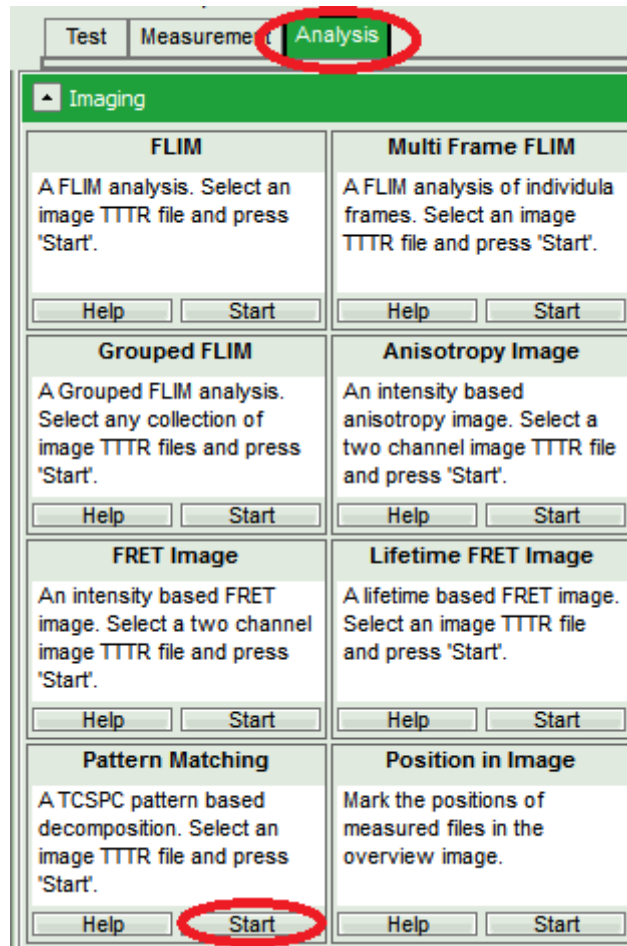 Test Measurement Analysis
Imaging
FLIM
A FLIM analysis. Select an
image TTTR file and press
'Start'.
Help Start
Multi Frame FLIM
A FLIM analysis of individula
frames. Select an image
TTTR file and press 'Start'.
Help Start
Grouped FLIM
A Grouped FLIM analysis.
Select any collection of
image TTTR files and press
'Start'.
Help Start
Anisotropy Image
An intensity based
anisotropy image. Select a
two channel image TTTR file
and press 'Start'.
Help Start
FRET Image
An intensity based FRET
image. Select a two channel
image TTTR file and press
'Start'.
Help Start
Lifetime FRET Image
A lifetime based FRET image.
Select an image TTTR file
and press 'Start'.
Help Start
Pattern Matching
A TCSPC pattern based
decomposition. Select an
image TTTR file and press
'Start'.
Help Start
Position in Image
Mark the positions of
measured files in the
overview image.
Help Start